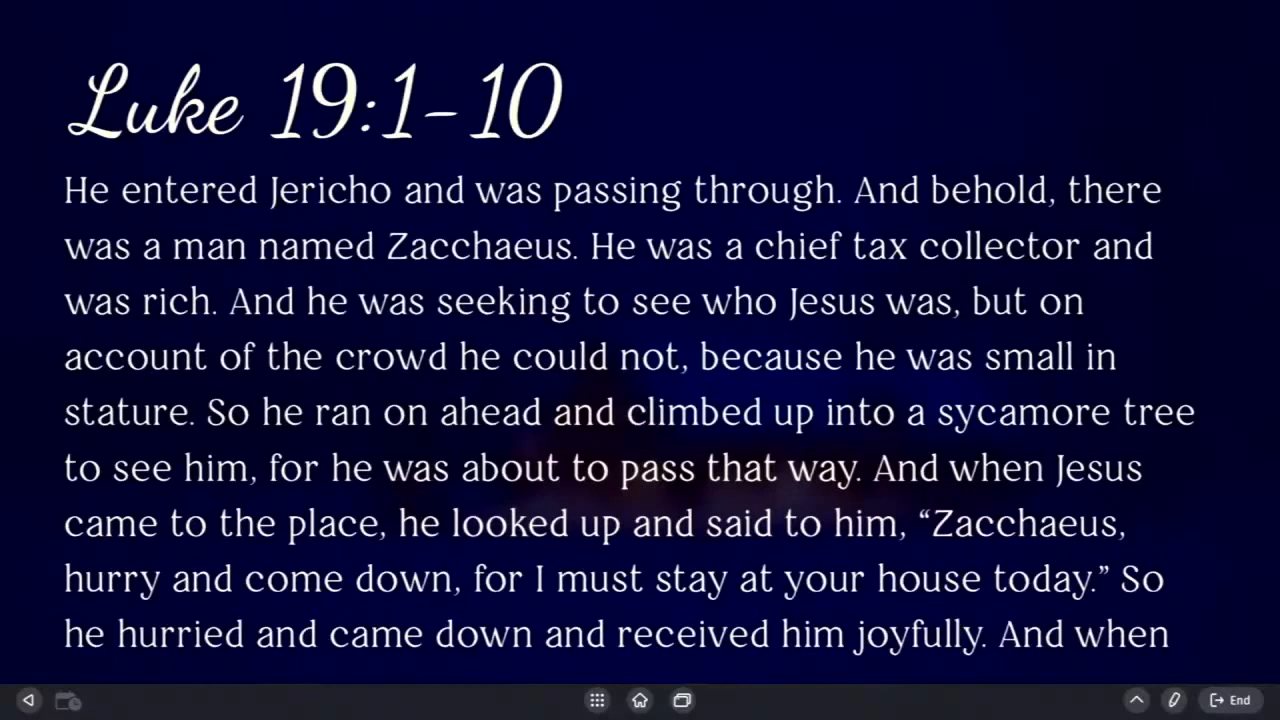 Luke 19:1-10
He entered Jericho and was passing through. And behold, there
was a man named Zacchaeus. He was a chief tax collector and
was rich. And he was seeking to see who Jesus was, but on
account of the crowd he could not, because he was small in
stature. So he ran on ahead and climbed up into a sycamore tree
to see him, for he was about to pass that way. And when Jesus
came to the place, he looked up and said to him, “Zacchaeus,
hurry and come down, for I must stay at your house today.” So
he hurried and came down and received him joyfully. And when
End